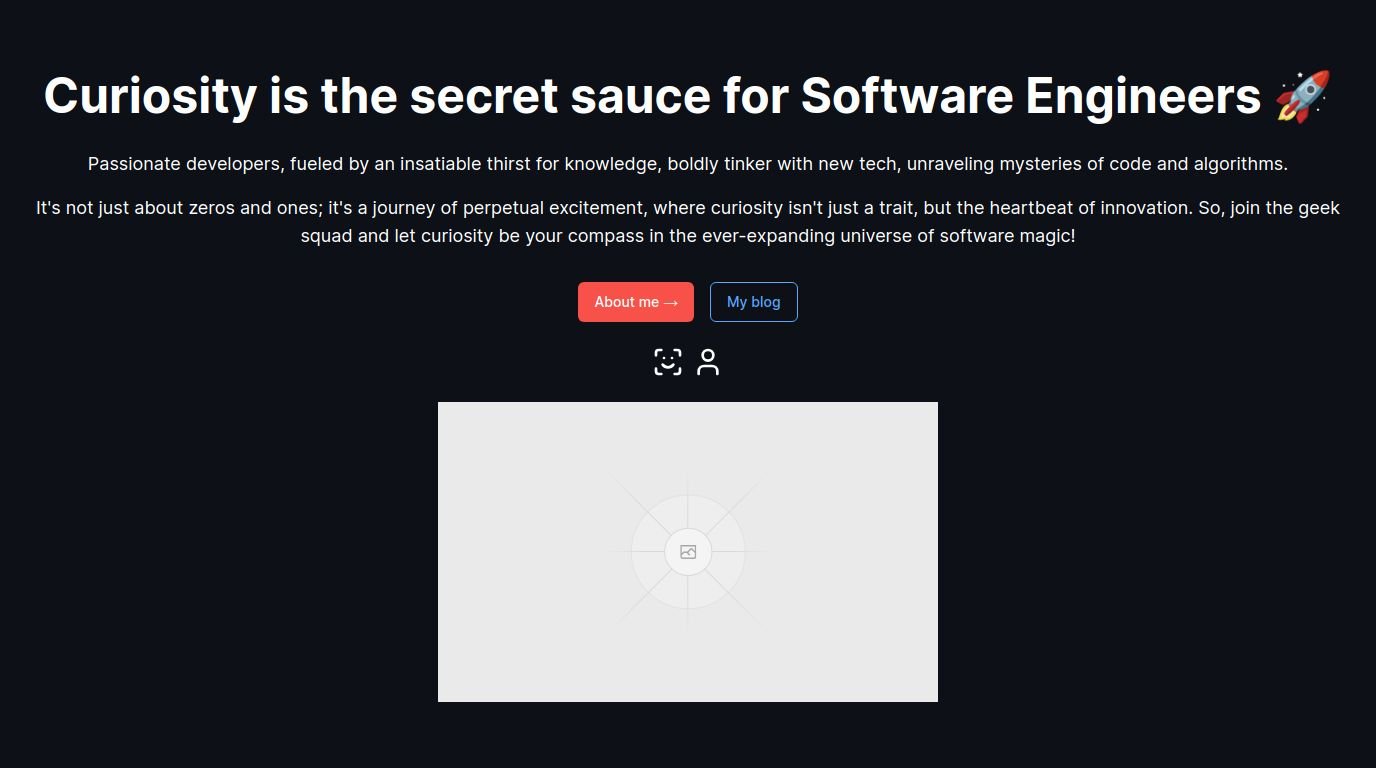 Curiosity is the secret sauce for Software Engineers 🚀
Passionate developers, fueled by an insatiable thirst for knowledge, boldly tinker with new tech, unraveling mysteries of code and algorithms.
It's not just about zeros and ones; it's a journey of perpetual excitement, where curiosity isn't just a trait, but the heartbeat of innovation. So, join the geek
squad and let curiosity be your compass in the ever-expanding universe of software magic!
About me →
My blog